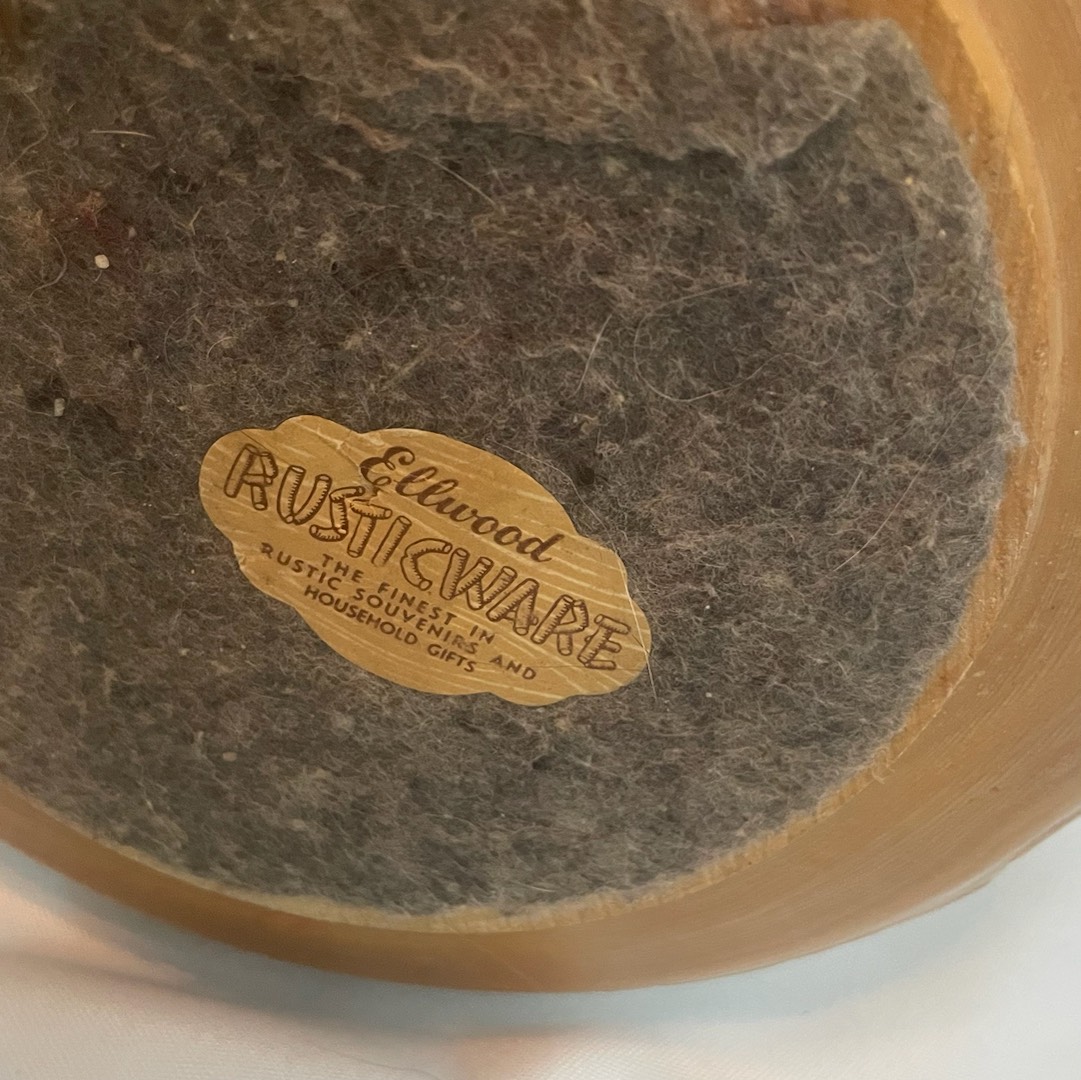 Ellwood
RUSTICWARE
THE FINEST IN
RUSTIC SOUVENIRS AND
HOUSEHOLD GIFTS